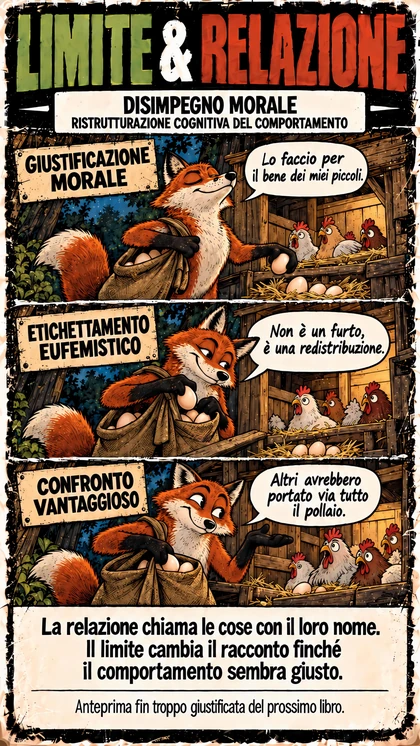 LIMITE & RELAZIONE
DISIMPEGNO MORALE
RISTRUTTURAZIONE COGNITIVA DEL COMPORTAMENTO
GIUSTIFICAZIONE
MORALE
Lo faccio per
il bene dei miei piccoli.
ETICHETTAMENTO
EUFEMISTICO
Non è un furto,
è una redistribuzione.
CONFRONTO
VANTAGGIOSO
Altri avrebbero
portato via tutto
il pollaio.
La relazione chiama le cose con il loro nome.
Il limite cambia il racconto finché
il comportamento sembra giusto.
Anteprima fin troppo giustificata del prossimo libro.